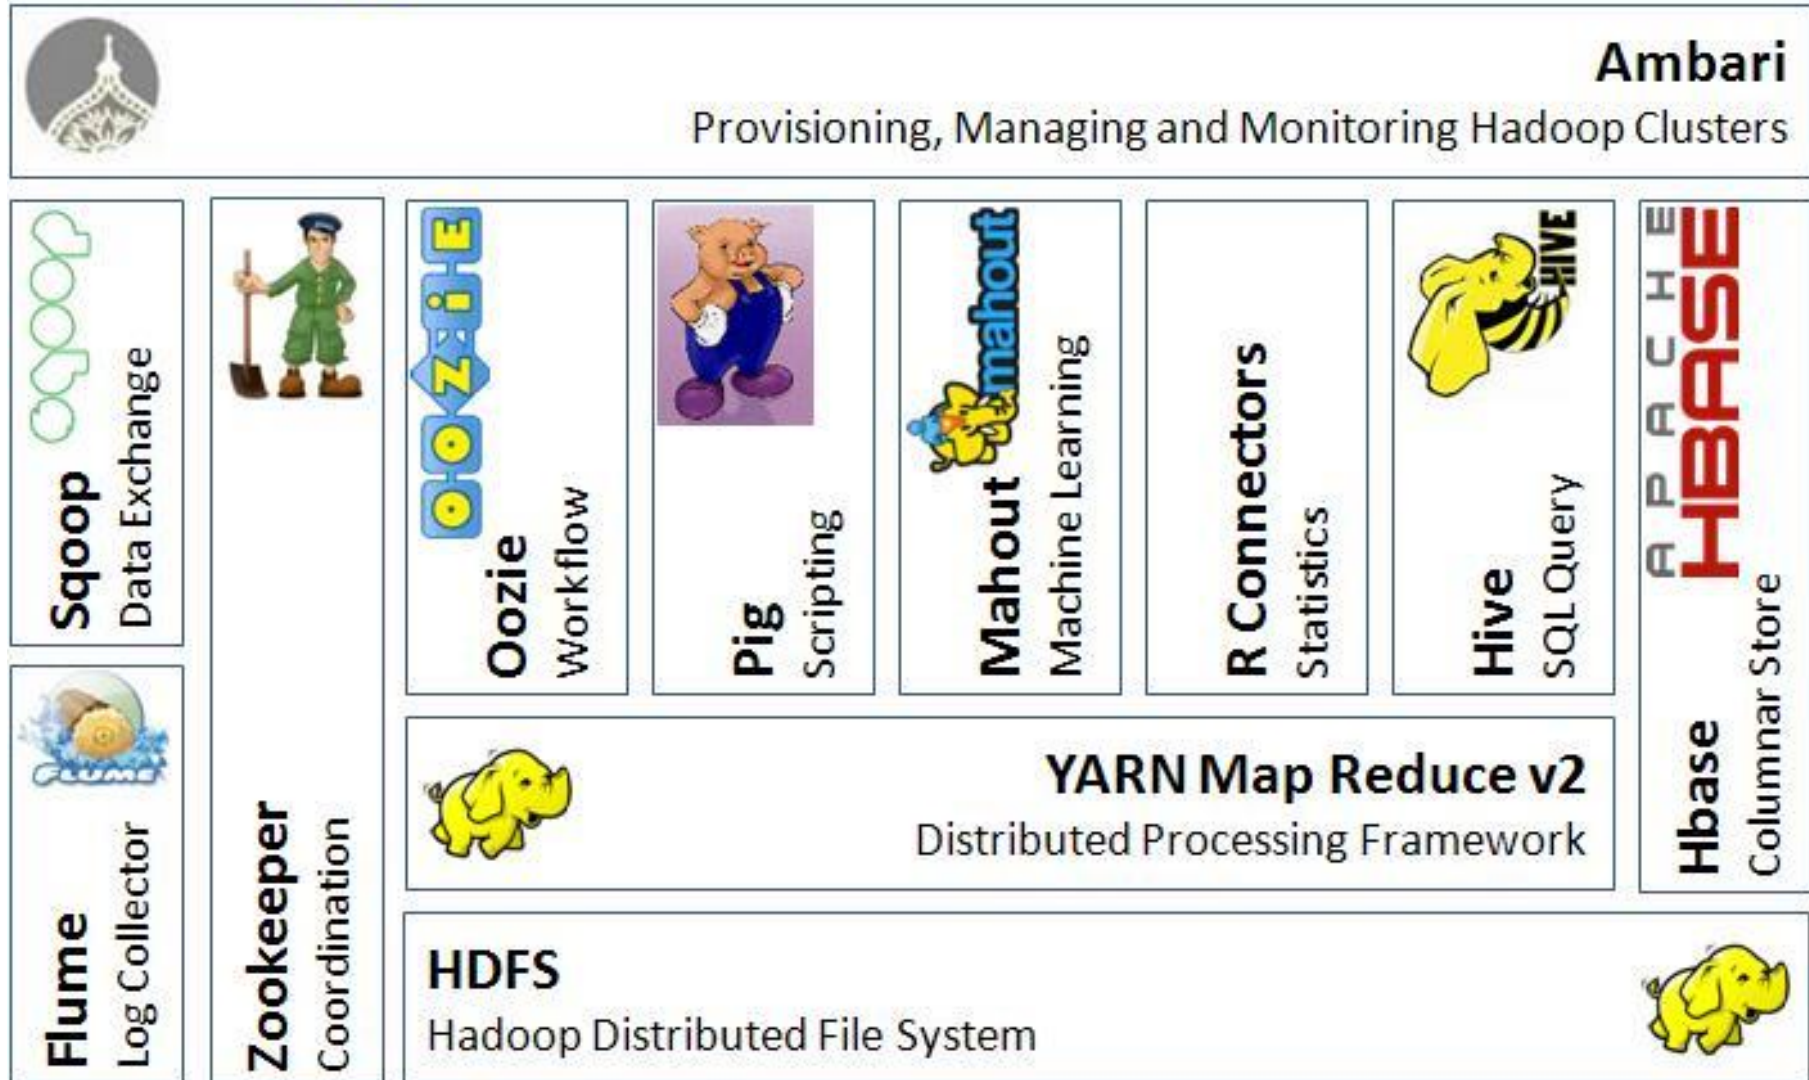 Ambari
Provisioning, Managing and Monitoring Hadoop Clusters
sqoop
Sqoop
Data Exchange
FLUME
Flume
Log Collector
Zookeeper
Coordination
OOZiE
Oozie
Workflow
Pig
Scripting
mahout
Mahout
Machine Learning
R Connectors
Statistics
HIVE
Hive
SQL Query
APACHE
HBASE
Hbase
Columnar Store
YARN Map Reduce v2
Distributed Processing Framework
HDFS
Hadoop Distributed File System